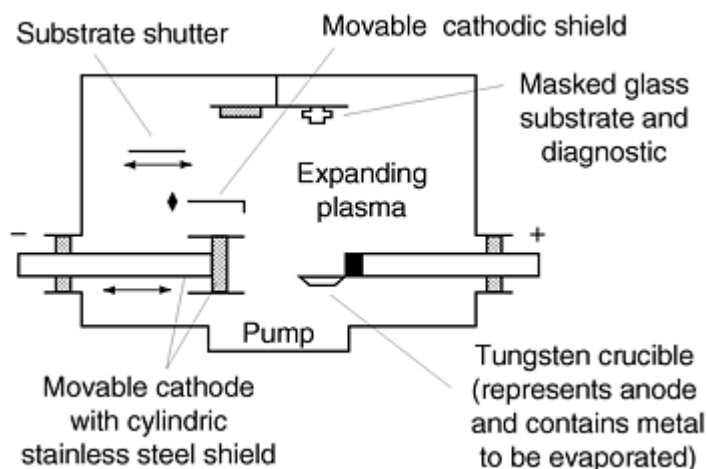 Substrate shutter
Movable cathodic shield
Masked glass
substrate and
diagnostic
Expanding
plasma
−
+
Pump
Movable cathode
with cylindric
stainless steel shield
Tungsten crucible
(represents anode
and contains metal
to be evaporated)